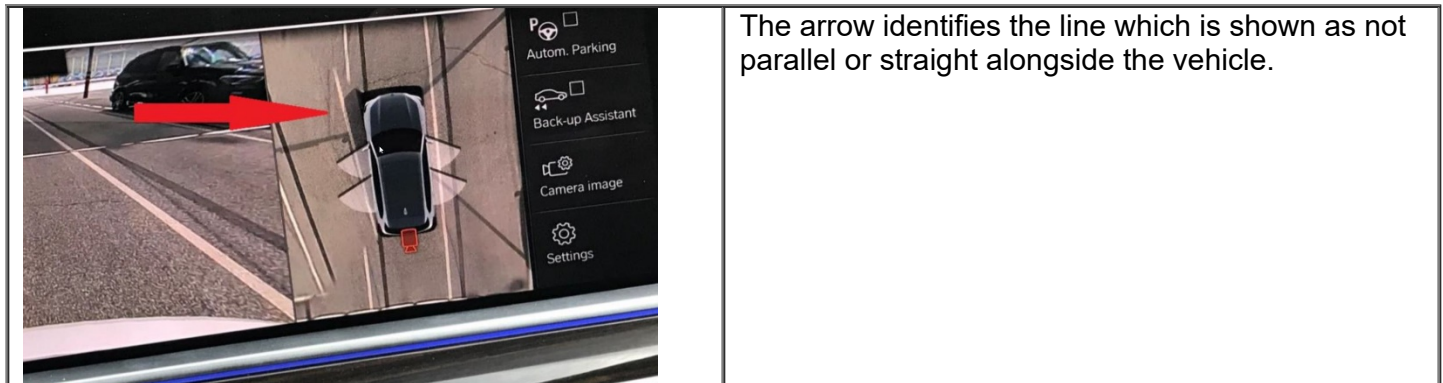 P
Autom. Parking
Back-up Assistant
Camera image
Settings
The arrow identifies the line which is shown as not
parallel or straight alongside the vehicle.